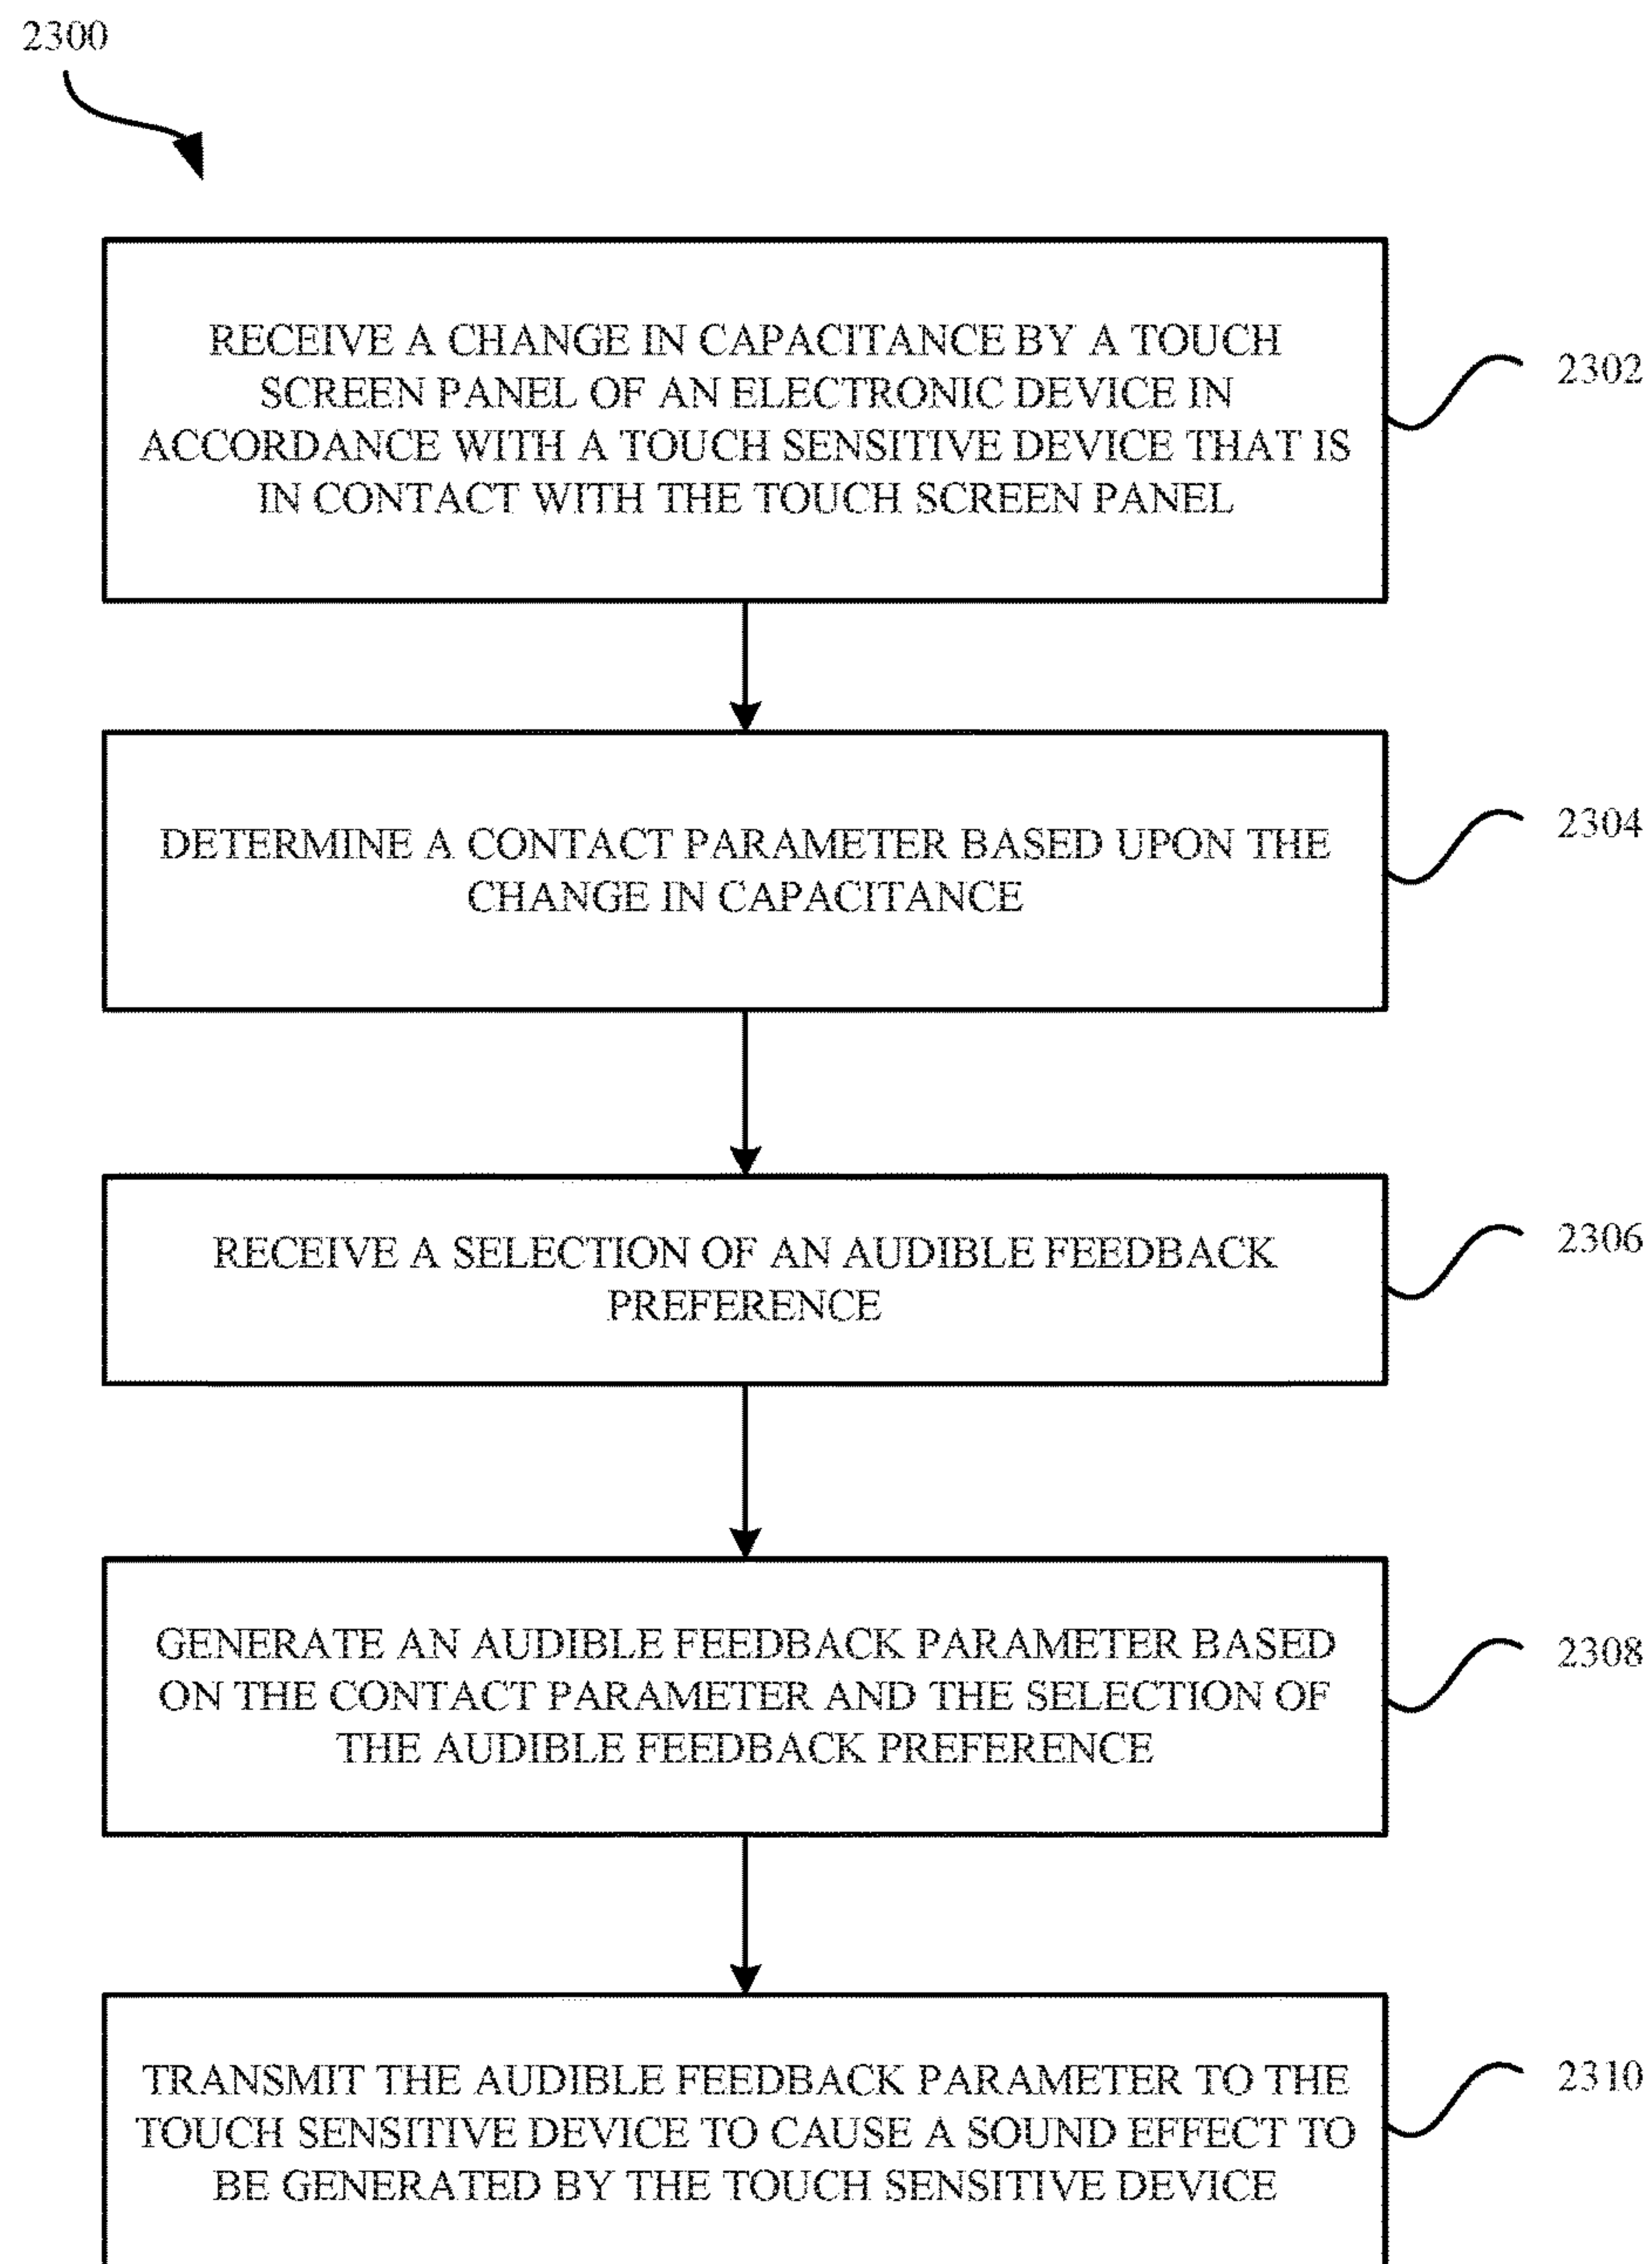 2300
RECEIVE A CHANGE IN CAPACITANCE BY A TOUCH
SCREEN PANEL OF AN ELECTRONIC DEVICE IN
ACCORDANCE WITH A TOUCH SENSITIVE DEVICE THAT IS
IN CONTACT WITH THE TOUCH SCREEN PANEL
2302
DETERMINE A CONTACT PARAMETER BASED UPON THE
CHANGE IN CAPACITANCE
2304
RECEIVE A SELECTION OF AN AUDIBLE FEEDBACK
PREFERENCE
2306
GENERATE AN AUDIBLE FEEDBACK PARAMETER BASED
ON THE CONTACT PARAMETER AND THE SELECTION OF
THE AUDIBLE FEEDBACK PREFERENCE
2308
TRANSMIT THE AUDIBLE FEEDBACK PARAMETER TO THE
TOUCH SENSITIVE DEVICE TO CAUSE A SOUND EFFECT TO
BE GENERATED BY THE TOUCH SENSITIVE DEVICE
2310